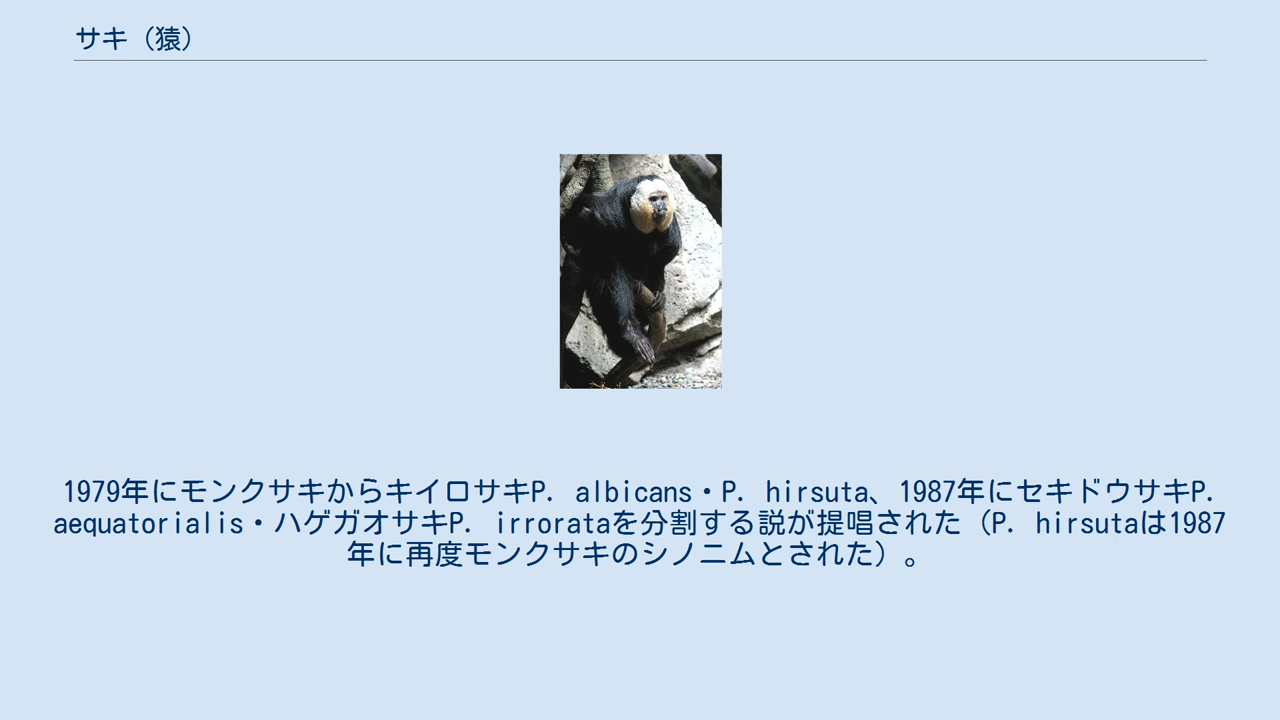 サキ（猿）
1979年にモンクサキからキイロサキP. albicans・P. hirsuta、1987年にセキドウサキP.
aequatorialis・ハゲガオサキP. irrorataを分割する説が提唱された（P. hirsutaは1987
年に再度モンクサキのシノニムとされた）。